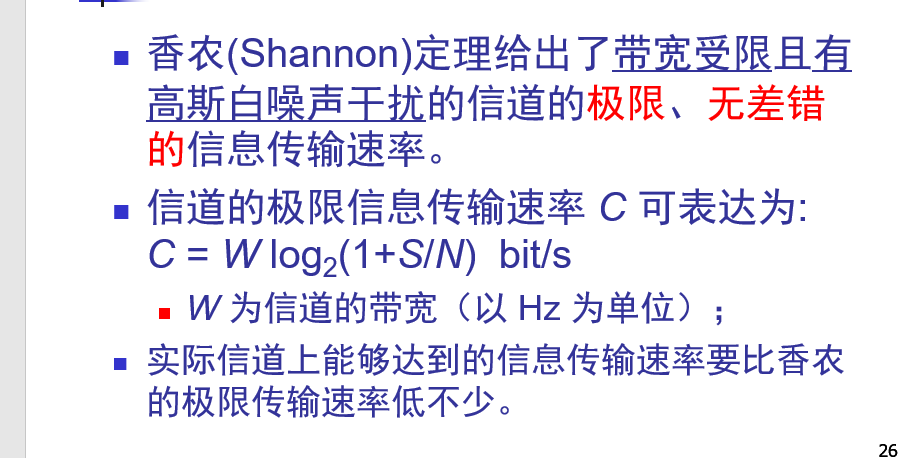 香农(Shannon)定理给出了带宽受限且有
高斯白噪声干扰的信道的极限、无差错
的信息传输速率。
信道的极限信息传输速率 C 可表达为:
C = W log₂(1+S/N) bit/s
W 为信道的带宽（以 Hz 为单位）；
实际信道上能够达到的信息传输速率要比香农
的极限传输速率低不少。
26